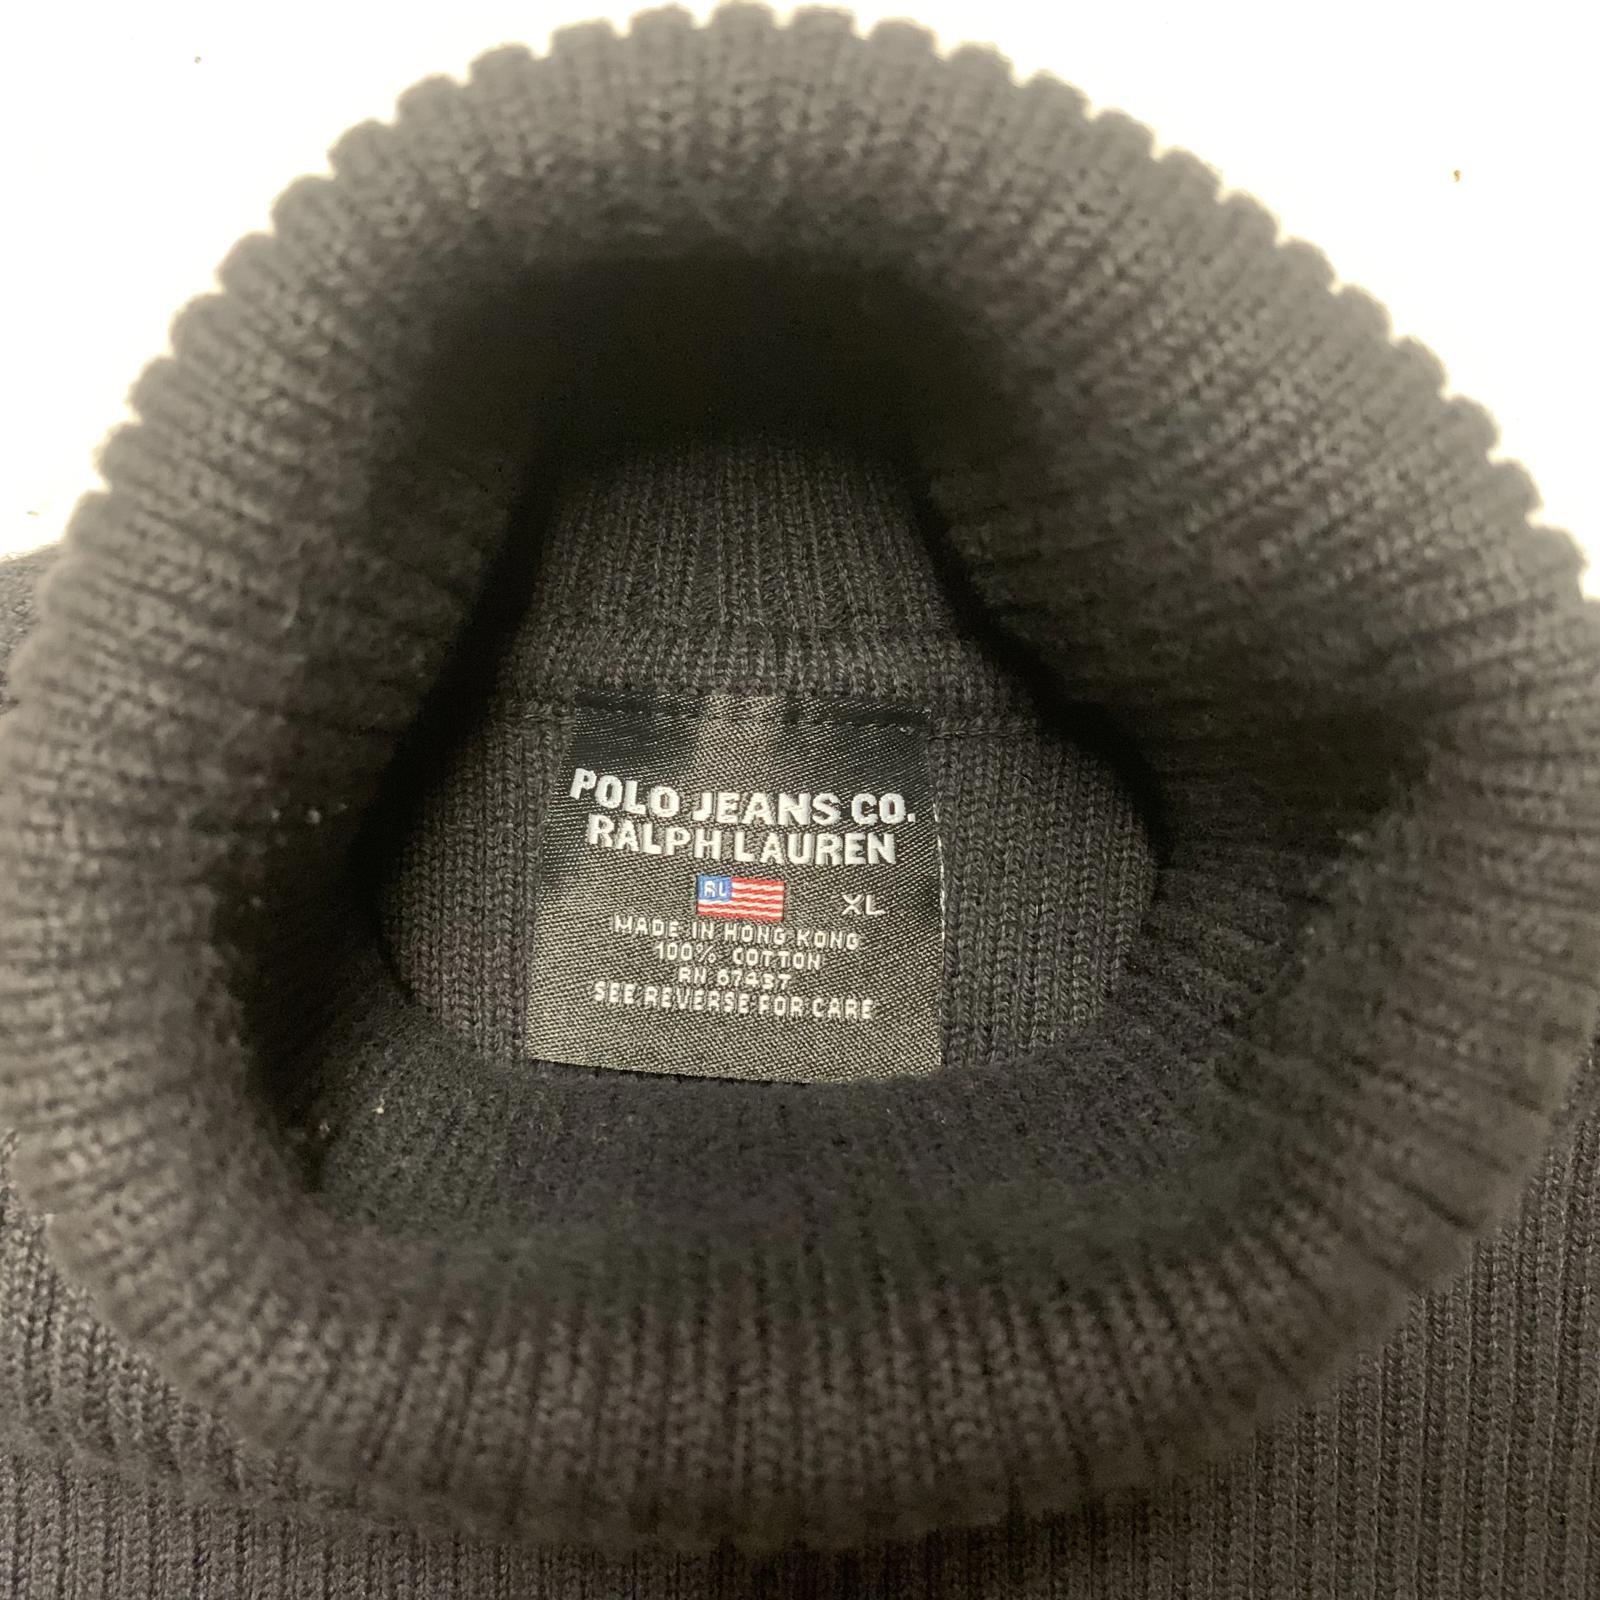 POLO JEANS CO.
RALPH LAUREN
RL XL
MADE IN HONG KONG
100% COTTON
RN 67437
SEE REVERSE FOR CARE